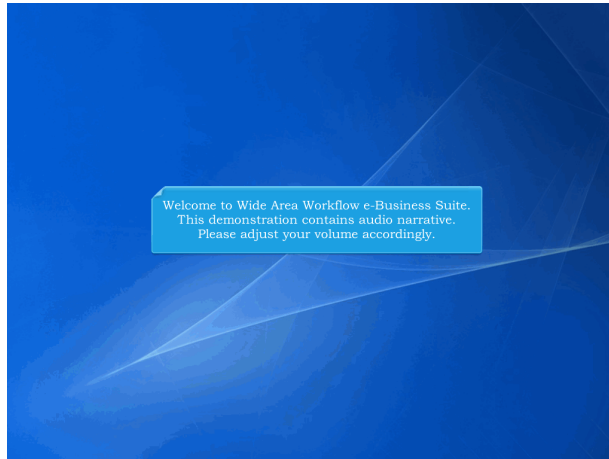 Welcome to Wide Area Workflow e-Business Suite.
This demonstration contains audio narrative.
Please adjust your volume accordingly.